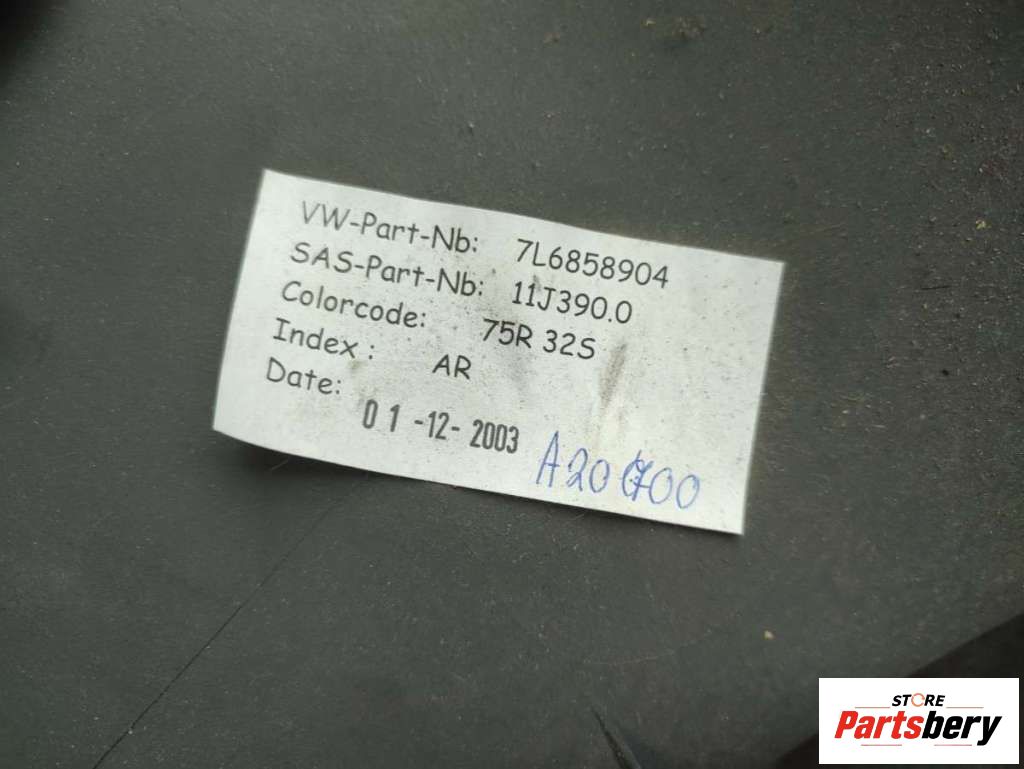 VW-Part-Nb: 7L6858904
SAS-Part-Nb: 11J390.0
Colorcode: 75R 32S
Index : AR
Date:
01 -12- 2003
STORE
Partsbery